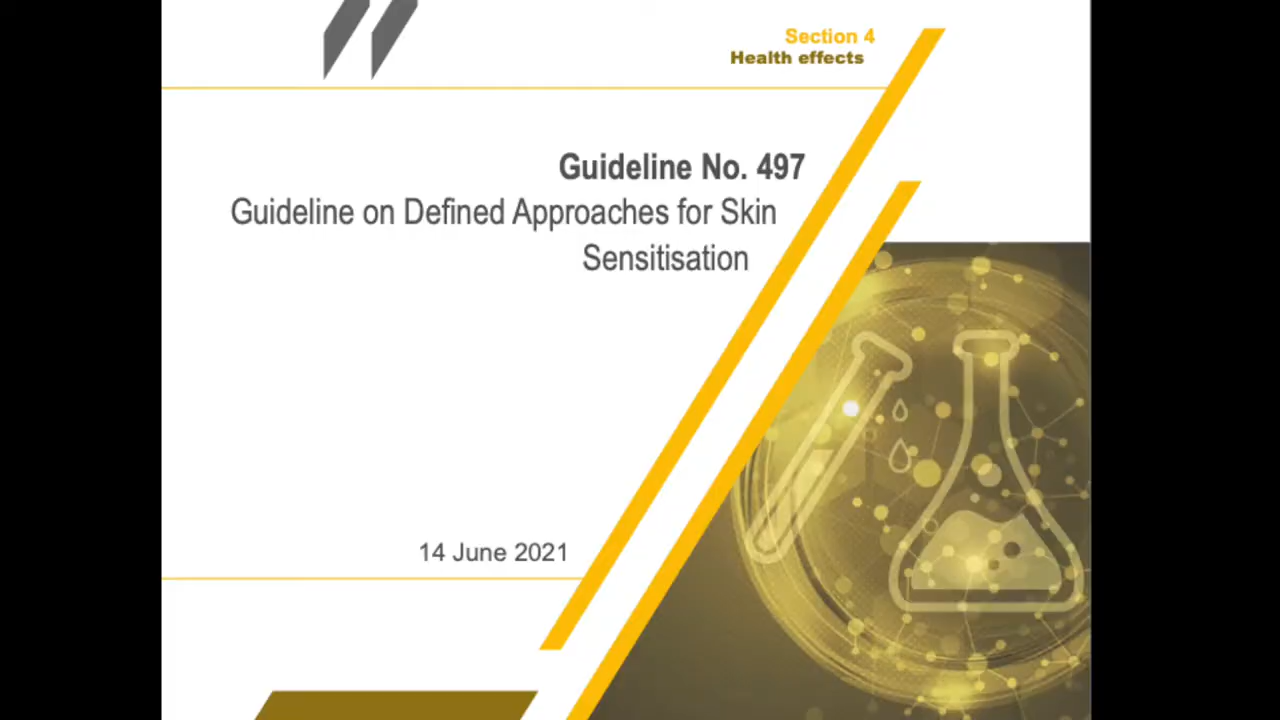 Section 4
Health effects
Guideline No. 497
Guideline on Defined Approaches for Skin
Sensitisation
14 June 2021